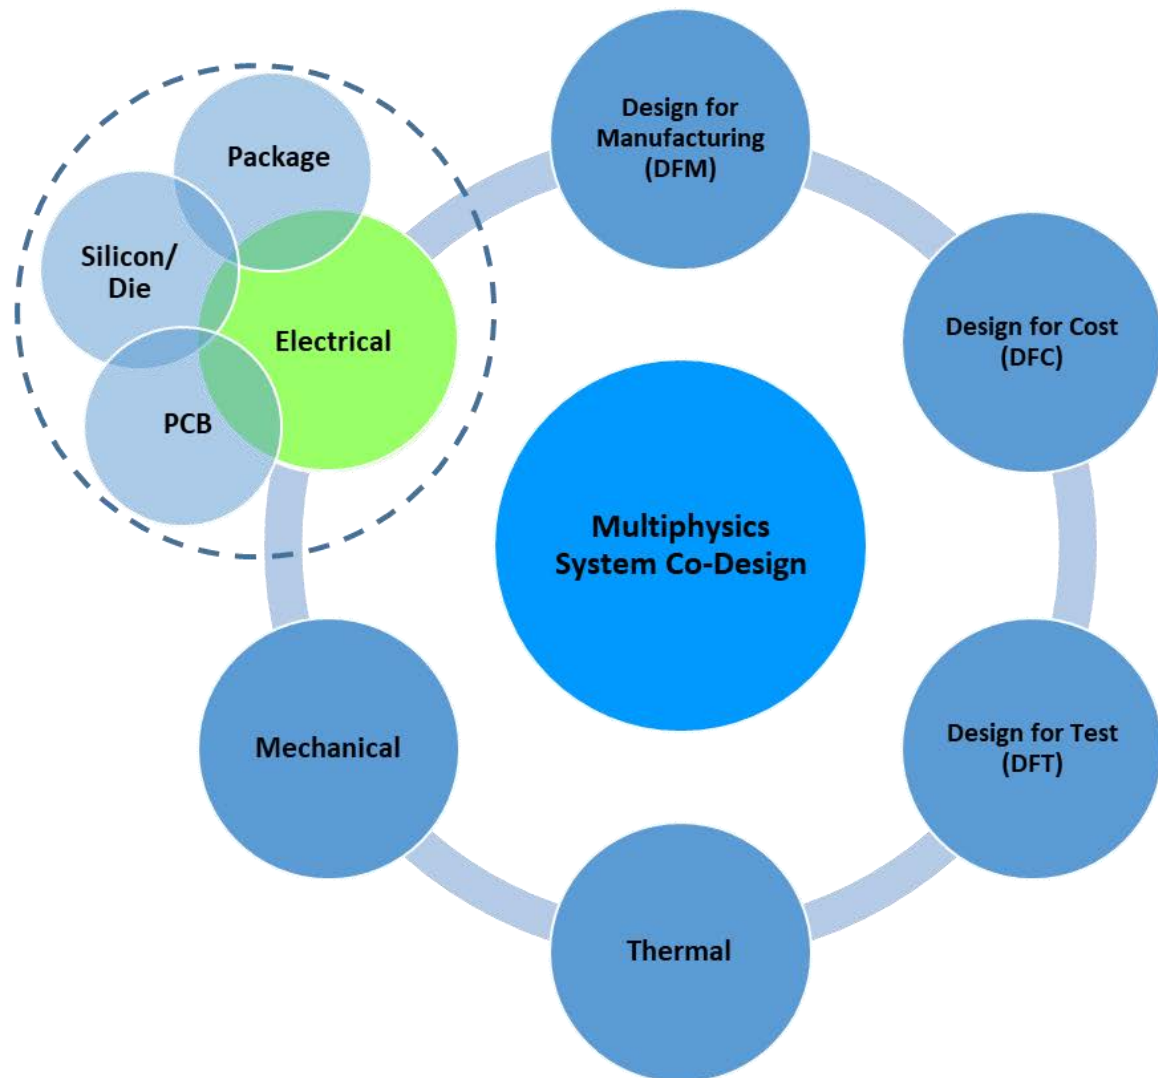 Design for
Manufacturing
(DFM)
Package
Silicon/
Die
Electrical
PCB
Design for Cost
(DFC)
Multiphysics
System Co-Design
Mechanical
Design for Test
(DFT)
Thermal